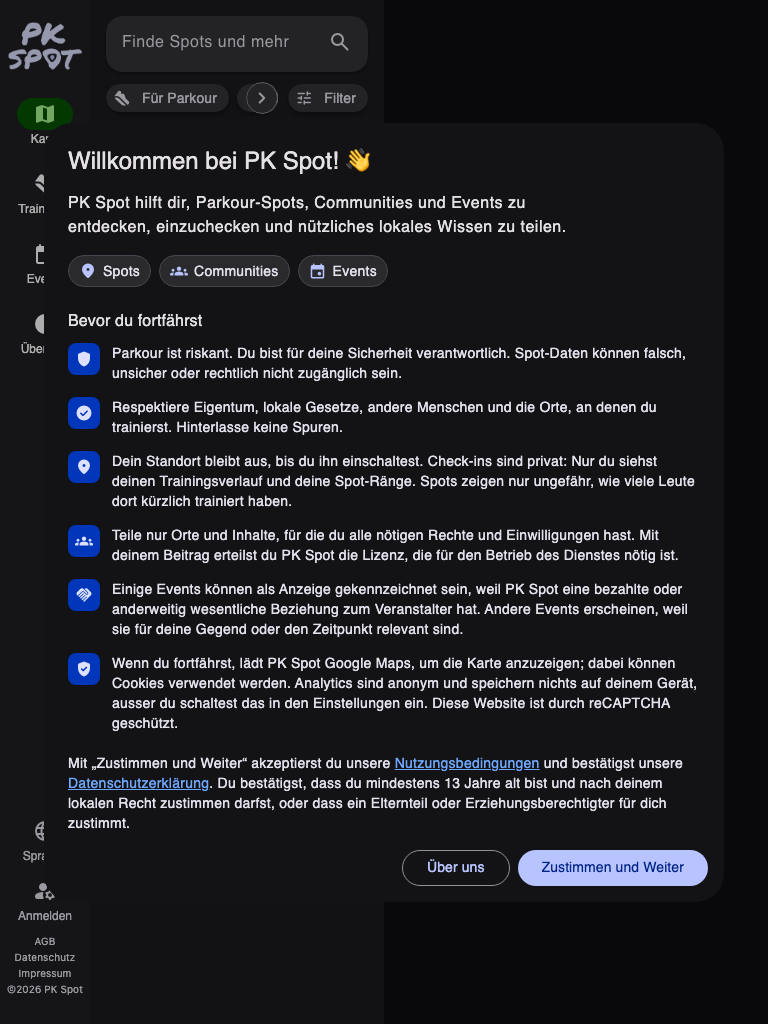 PK
SPOT
Finde Spots und mehr
Für Parkour
Filter
Willkommen bei PK Spot! 👋
PK Spot hilft dir, Parkour-Spots, Communities und Events zu
entdecken, einzuchecken und nützliches lokales Wissen zu teilen.
Spots
Communities
Events
Bevor du fortfährst
Parkour ist riskant. Du bist für deine Sicherheit verantwortlich. Spot-Daten können falsch,
unsicher oder rechtlich nicht zugänglich sein.
Respektiere Eigentum, lokale Gesetze, andere Menschen und die Orte, an denen du
trainierst. Hinterlasse keine Spuren.
Dein Standort bleibt aus, bis du ihn einschaltest. Check-ins sind privat: Nur du siehst
deinen Trainingsverlauf und deine Spot-Ränge. Spots zeigen nur ungefähr, wie viele Leute
dort kürzlich trainiert haben.
Teile nur Orte und Inhalte, für die du alle nötigen Rechte und Einwilligungen hast. Mit
deinem Beitrag erteilst du PK Spot die Lizenz, die für den Betrieb des Dienstes nötig ist.
Einige Events können als Anzeige gekennzeichnet sein, weil PK Spot eine bezahlte oder
anderweitig wesentliche Beziehung zum Veranstalter hat. Andere Events erscheinen, weil
sie für deine Gegend oder den Zeitpunkt relevant sind.
Wenn du fortfährst, lädt PK Spot Google Maps, um die Karte anzuzeigen; dabei können
Cookies verwendet werden. Analytics sind anonym und speichern nichts auf deinem Gerät,
ausser du schaltest das in den Einstellungen ein. Diese Website ist durch reCAPTCHA
geschützt.
Mit „Zustimmen und Weiter“ akzeptierst du unsere Nutzungsbedingungen und bestätigst unsere
Datenschutzerklärung. Du bestätigst, dass du mindestens 13 Jahre alt bist und nach deinem
lokalen Recht zustimmen darfst, oder dass ein Elternteil oder Erziehungsberechtigter für dich
zustimmt.
Über uns
Zustimmen und Weiter
Anmelden
AGB
Datenschutz
Impressum
©2026 PK Spot